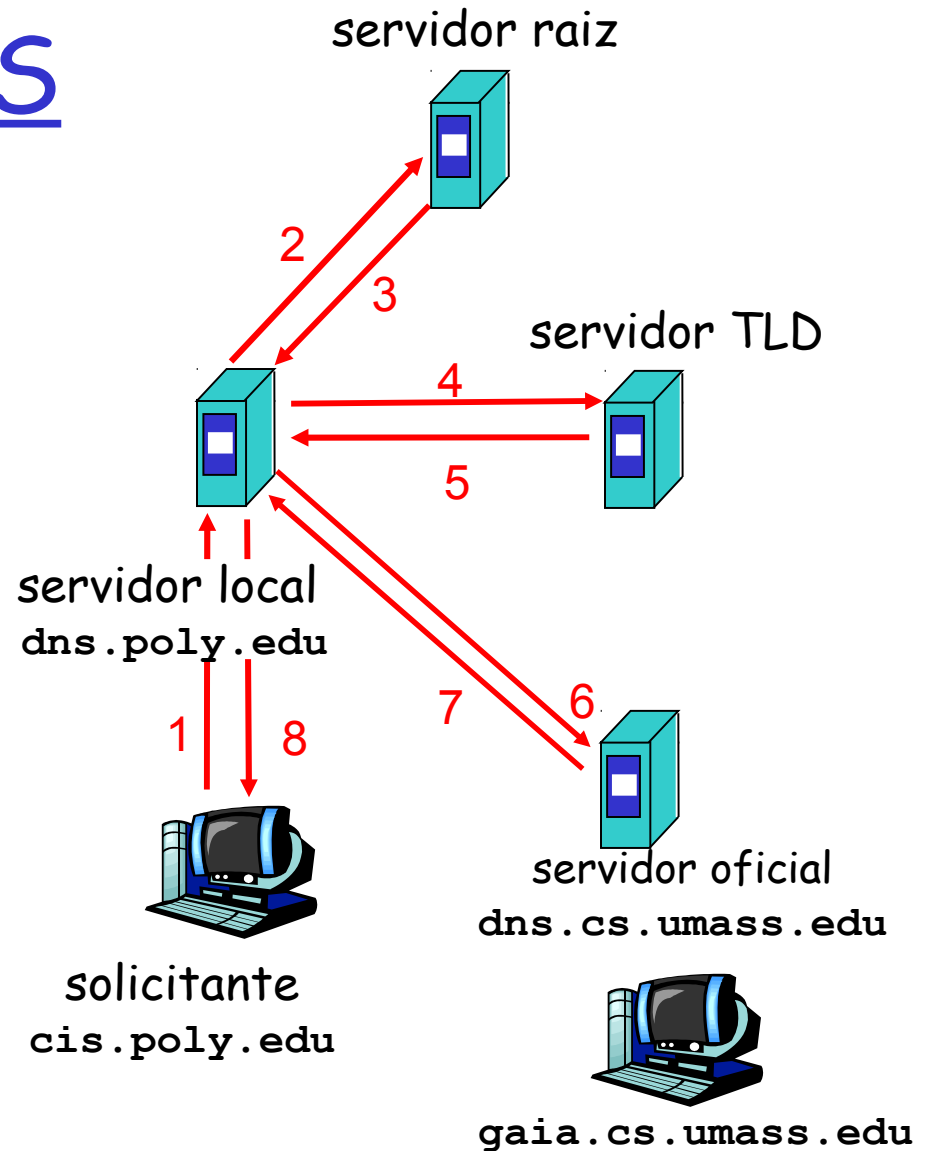 S
servidor raiz
2
3
servidor TLD
4
5
servidor local
dns.poly.edu
1
8
7
6
servidor oficial
dns.cs.umass.edu
solicitante
cis.poly.edu
gaia.cs.umass.edu